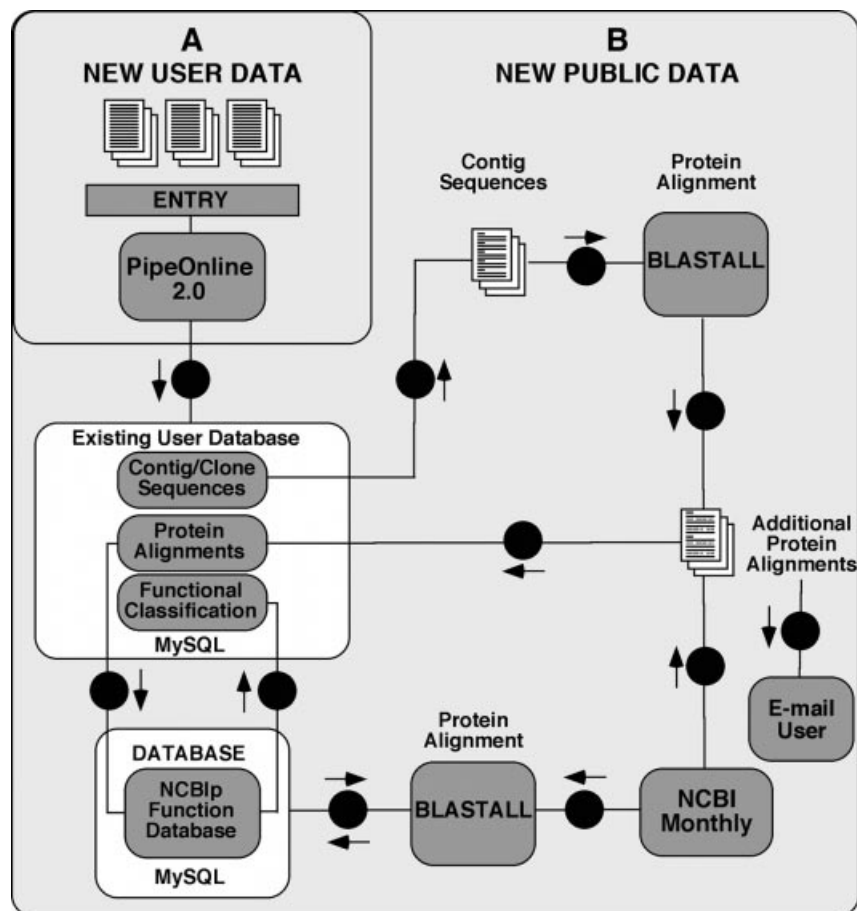 A
NEW USER DATA
ENTRY
PipeOnline
2.0
B
NEW PUBLIC DATA
Contig
Sequences
Protein
Alignment
BLASTALL
Existing User Database
Contig/Clone
Sequences
Protein
Alignments
Functional
Classification
MySQL
Additional
Protein
Alignments
E-mail
User
DATABASE
NCBIp
Function
Database
MySQL
Protein
Alignment
BLASTALL
NCBI
Monthly